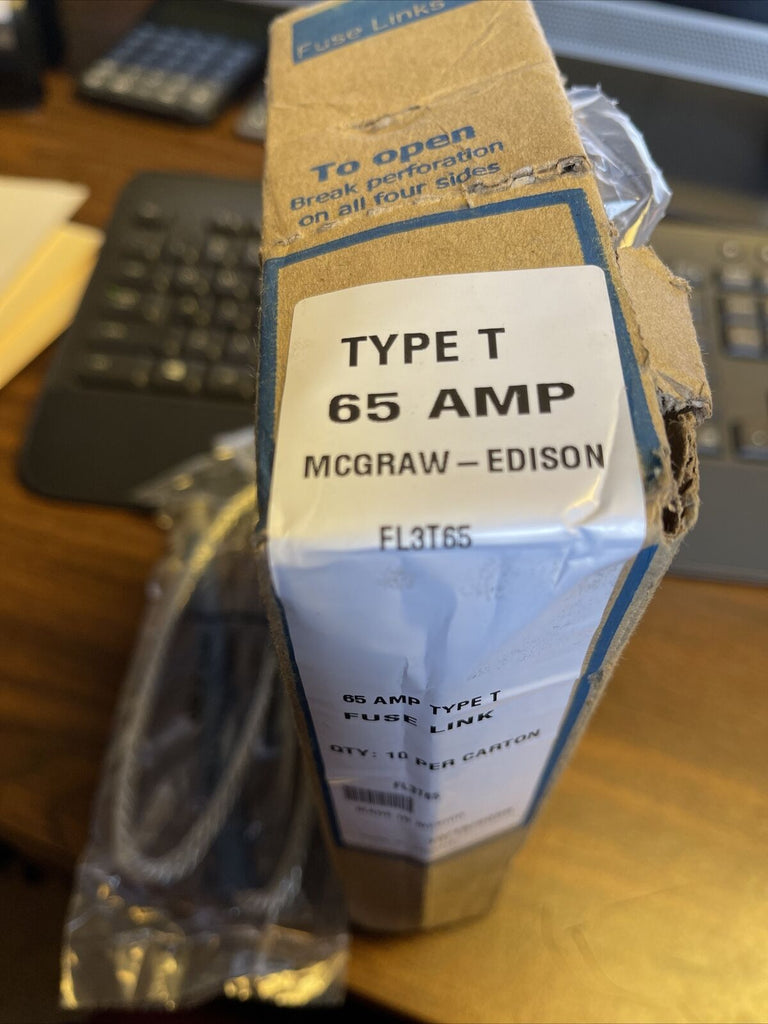 Fuse Links
To open
Break perforation
on all four sides
TYPE T
65 AMP
MCGRAW-EDISON
FL3T65
65 AMP TYPE T
FUSE LINK
QTY: 10 PER CARTON
FL3T65